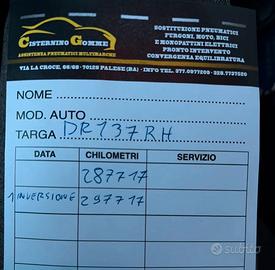 Cisternino Gomme
ASSISTENZA PNEUMATICI MULTIMARCHE
SOSTITUZIONE PNEUMATICI
FURGONI, MOTO, BICI
E MONOPATTINI ELETTRICI
PRONTO INTERVENTO
CONVERGENZA EQUILIBRATURA
VIA LA CROCE, 66/68 - 70128 PALESE (BA) - INFO TEL. 377.0977209 - 328.7737520
NOME
MOD. AUTO
TARGA DR137RH
DATA CHILOMETRI SERVIZIO
287717
1 INVERSIONE 297717
subito